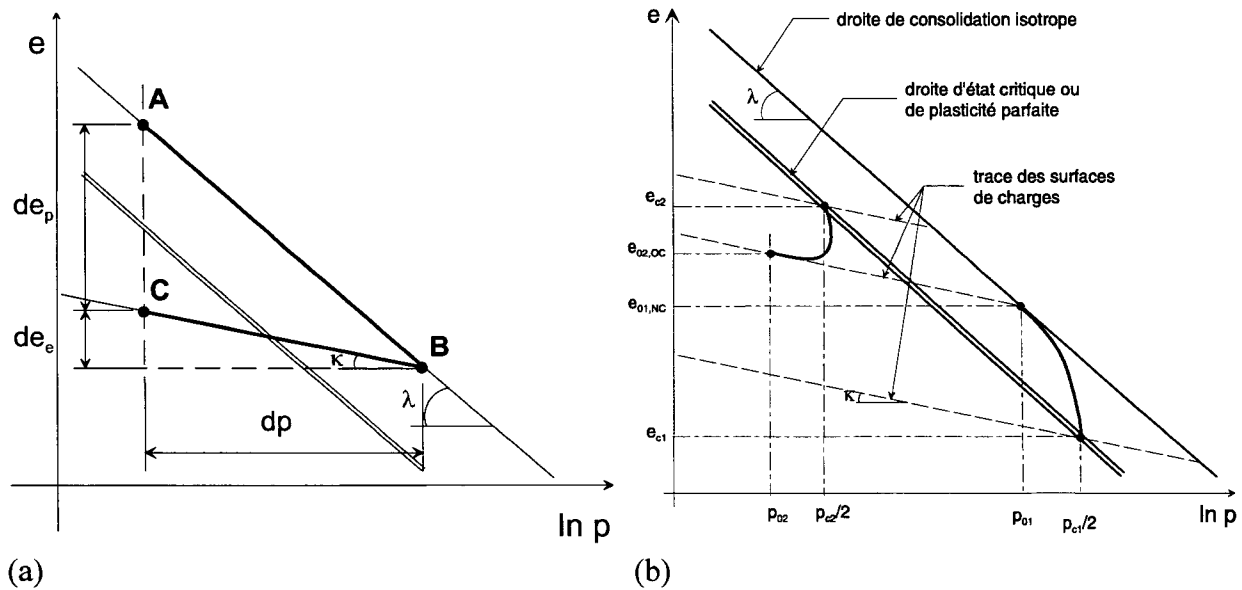 e
A
de_p
C
de_e
κ
B
λ
dp
ln p
(a)
e
droite de consolidation isotrope
λ
droite d'état critique ou
de plasticité parfaite
trace des surfaces
de charges
e_c2
e_02,OC
e_01,NC
κ
e_c1
p_02
p_c2/2
p_01
p_c1/2
ln p
(b)